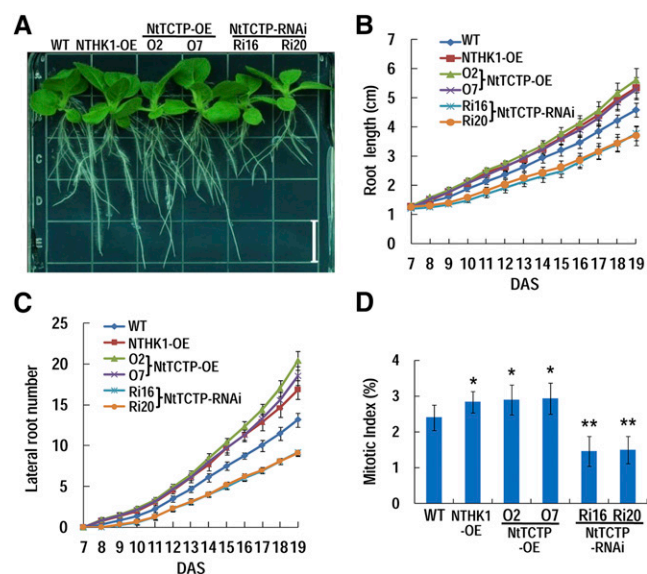 A
NtTCTP-OE NtTCTP-RNAi
WT NTHK1-OE O2 O7 Ri16 Ri20
C
D
E
B
7
6
5
4
3
2
1
0
Root length (cm)
WT
NTHK1-OE
O2
O7
NtTCTP-OE
Ri16
Ri20
NtTCTP-RNAi
7 8 9 10 11 12 13 14 15 16 17 18 19
DAS
C
25
20
15
10
5
0
Lateral root number
WT
NTHK1-OE
O2
O7
NtTCTP-OE
Ri16
Ri20
NtTCTP-RNAi
7 8 9 10 11 12 13 14 15 16 17 18 19
DAS
D
4
3
2
1
0
Mitotic Index (%)
* * * ** **
WT NTHK1 -OE O2 O7 Ri16 Ri20
NtTCTP NtTCTP
-OE -RNAi